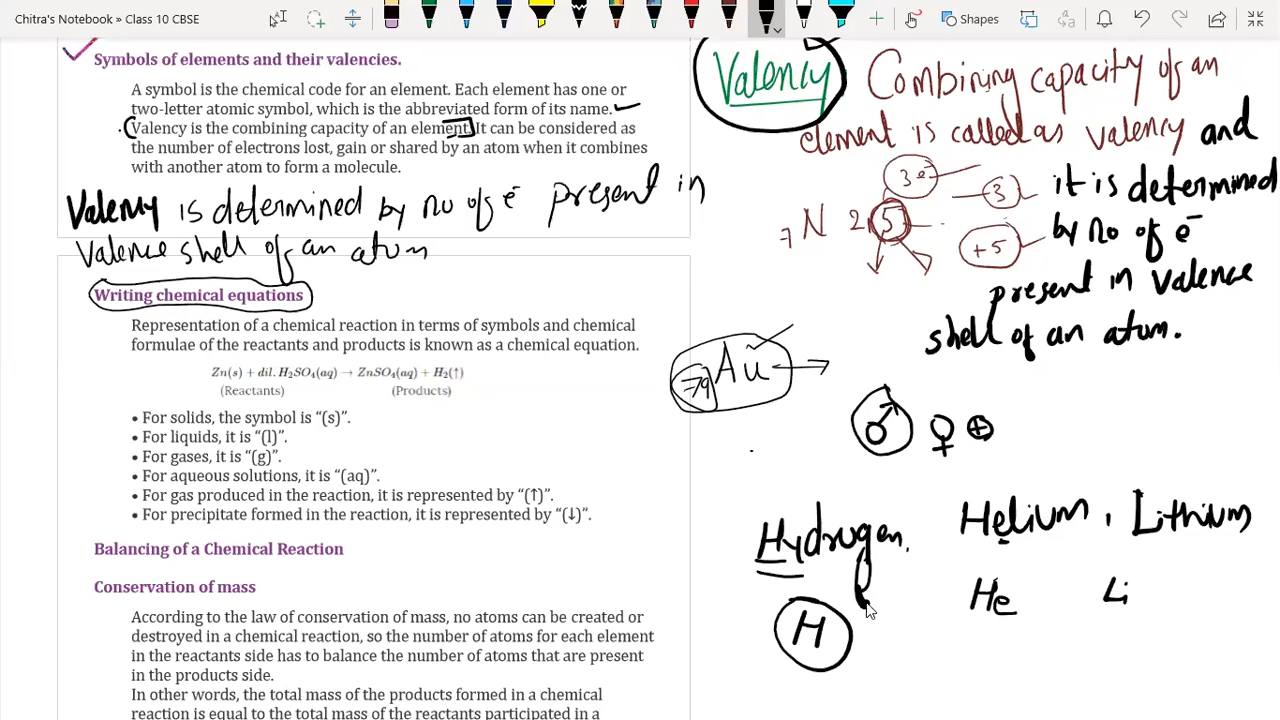 Chitra's Notebook » Class 10 CBSE
Shapes
Symbols of elements and their valencies.
A symbol is the chemical code for an element. Each element has one or
two-letter atomic symbol, which is the abbreviated form of its name.
Valency is the combining capacity of an element. It can be considered as
the number of electrons lost, gain or shared by an atom when it combines
with another atom to form a molecule.
Valency is determined by no of e⁻ present in
Valence shell of an atom
Writing chemical equations
Representation of a chemical reaction in terms of symbols and chemical
formulae of the reactants and products is known as a chemical equation.
Zn(s) + dil. H₂SO₄(aq) → ZnSO₄(aq) + H₂(↑)
(Reactants) (Products)
• For solids, the symbol is “(s)”.
• For liquids, it is “(l)”.
• For gases, it is “(g)”.
• For aqueous solutions, it is “(aq)”.
• For gas produced in the reaction, it is represented by “(↑)”.
• For precipitate formed in the reaction, it is represented by “(↓)”.
Balancing of a Chemical Reaction
Conservation of mass
According to the law of conservation of mass, no atoms can be created or
destroyed in a chemical reaction, so the number of atoms for each element
in the reactants side has to balance the number of atoms that are present
in the products side.
In other words, the total mass of the products formed in a chemical
reaction is equal to the total mass of the reactants participated in a
Valency Combining capacity of an
element is called as valency and
it is determined
by no of e⁻
present in valence
shell of an atom.
3e⁻ 3
₇N 2,5
+5
₇₉Au
♂ ♀ ⊕
Hydrogen, Helium, Lithium
H He Li